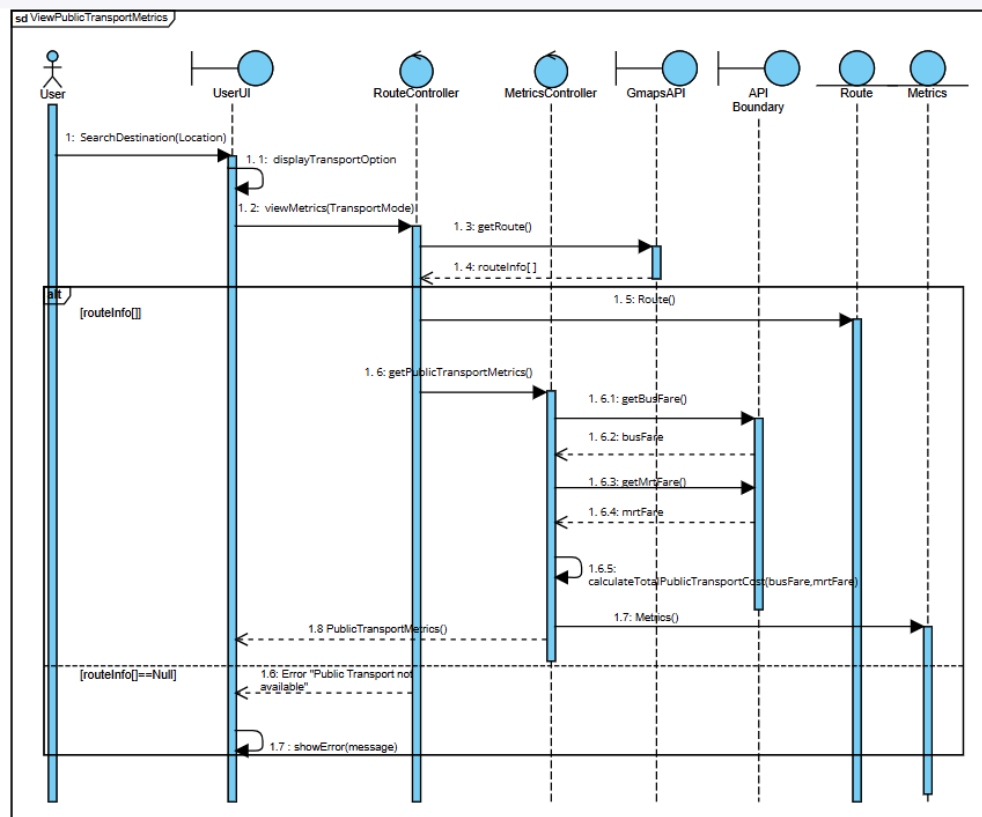 sd ViewPublicTransportMetrics
User
UserUI
RouteController
MetricsController
GmapsAPI
API
Boundary
Route
Metrics
1: SearchDestination(Location)
1. 1: displayTransportOption
1. 2: viewMetrics(TransportMode)
1. 3: getRoute()
1. 4: routeInfo[ ]
alt
[routeInfo[]]
1. 5: Route()
1. 6: getPublicTransportMetrics()
1. 6.1: getBusFare()
1. 6.2: busFare
1. 6.3: getMrtFare()
1. 6.4: mrtFare
1.6.5:
calculateTotalPublicTransportCost(busFare,mrtFare)
1.7: Metrics()
1.8 PublicTransportMetrics()
[routeInfo[]==Null]
1.6: Error "Public Transport not
available"
1.7 : showError(message)